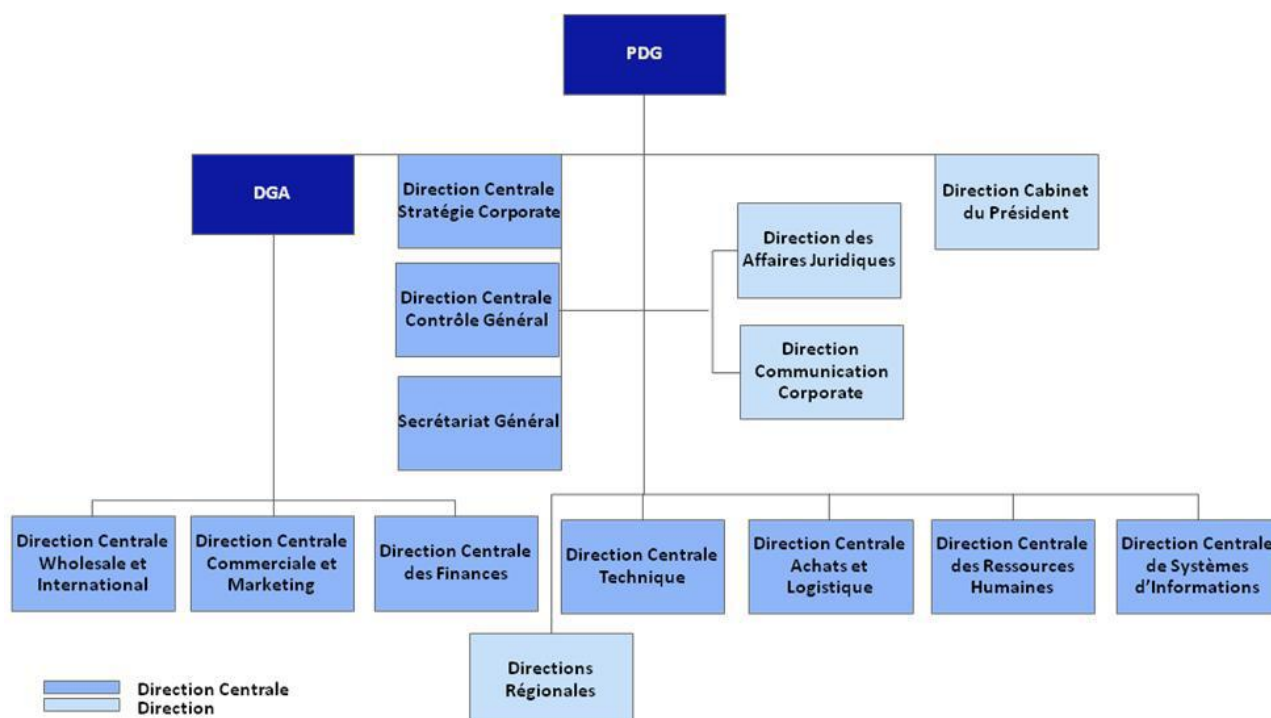 PDG
DGA
Direction Centrale
Stratégie Corporate
Direction Cabinet
du Président
Direction des
Affaires Juridiques
Direction Centrale
Contrôle Général
Direction
Communication
Corporate
Secrétariat Général
Direction Centrale
Wholesale et
International
Direction Centrale
Commerciale et
Marketing
Direction Centrale
des Finances
Direction Centrale
Technique
Direction Centrale
Achats et
Logistique
Direction Centrale
des Ressources
Humaines
Direction Centrale
de Systèmes
d’Informations
Directions
Régionales
Direction Centrale
Direction